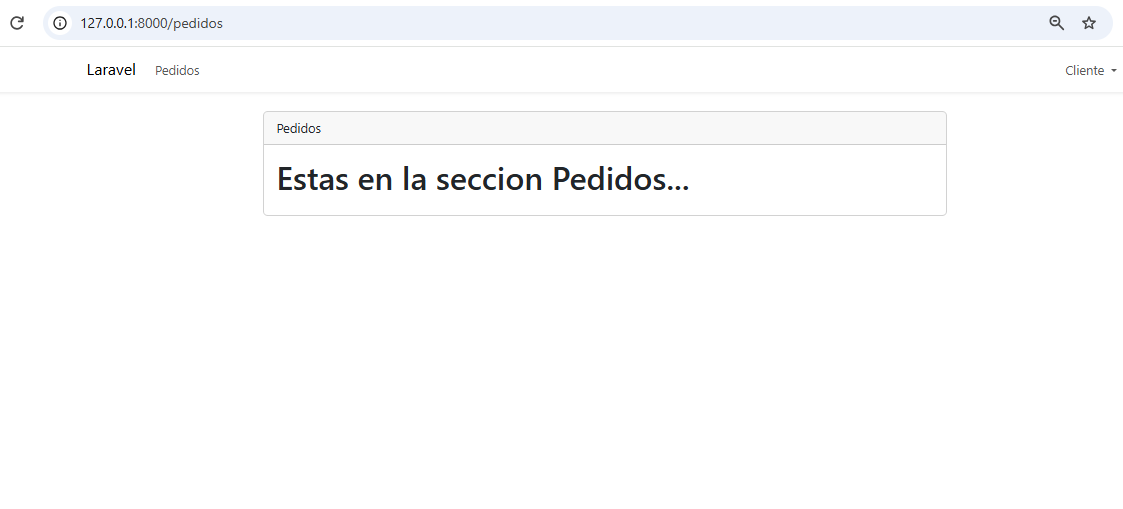 127.0.0.1:8000/pedidos
Laravel Pedidos Cliente
Pedidos
Estas en la seccion Pedidos...